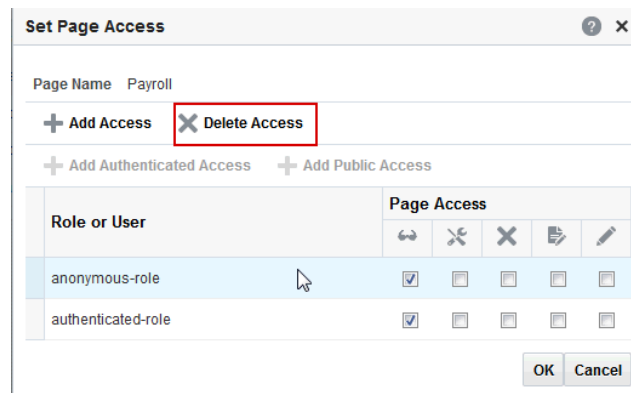 Set Page Access
Page Name Payroll
Add Access Delete Access
Add Authenticated Access Add Public Access
Role or User Page Access
anonymous-role
authenticated-role
OK Cancel